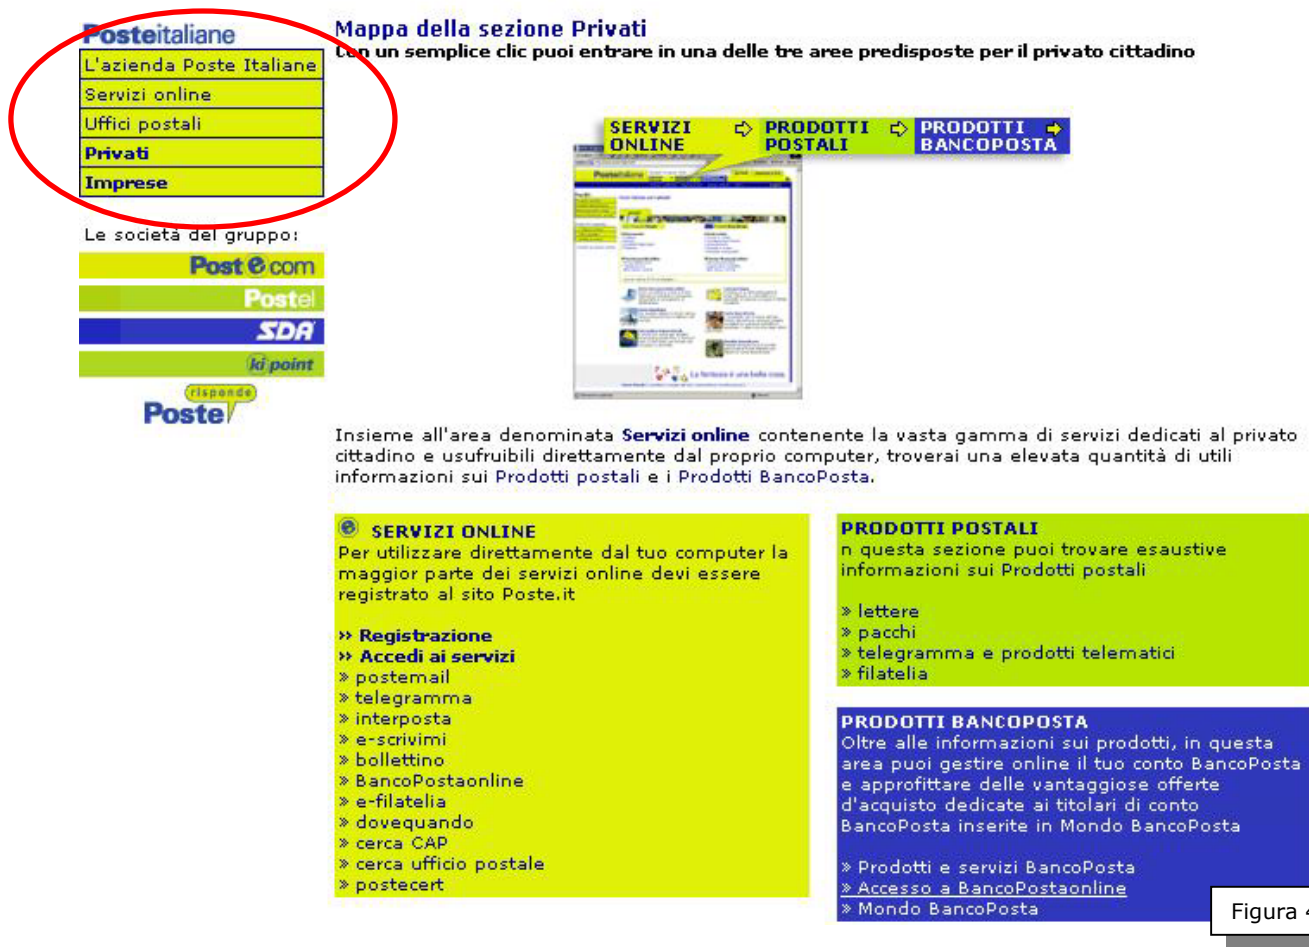 Posteitaliane
L'azienda Poste Italiane
Servizi online
Uffici postali
Privati
Imprese
Le società del gruppo:
Postecom
Postel
SDA
ki point
risponde
Poste
Mappa della sezione Privati
Con un semplice clic puoi entrare in una delle tre aree predisposte per il privato cittadino
SERVIZI ONLINE
PRODOTTI POSTALI
PRODOTTI BANCOPOSTA
Insieme all'area denominata Servizi online contenente la vasta gamma di servizi dedicati al privato
cittadino e usufruibili direttamente dal proprio computer, troverai una elevata quantità di utili
informazioni sui Prodotti postali e i Prodotti BancoPosta.
e SERVIZI ONLINE
Per utilizzare direttamente dal tuo computer la
maggior parte dei servizi online devi essere
registrato al sito Poste.it
» Registrazione
» Accedi ai servizi
» postemail
» telegramma
» interposta
» e-scrivimi
» bollettino
» BancoPostaonline
» e-filatelia
» dovequando
» cerca CAP
» cerca ufficio postale
» postecert
PRODOTTI POSTALI
n questa sezione puoi trovare esaustive
informazioni sui Prodotti postali
» lettere
» pacchi
» telegramma e prodotti telematici
» filatelia
PRODOTTI BANCOPOSTA
Oltre alle informazioni sui prodotti, in questa
area puoi gestire online il tuo conto BancoPosta
e approfittare delle vantaggiose offerte
d'acquisto dedicate ai titolari di conto
BancoPosta inserite in Mondo BancoPosta
» Prodotti e servizi BancoPosta
» Accesso a BancoPostaonline
» Mondo BancoPosta
Figura 4